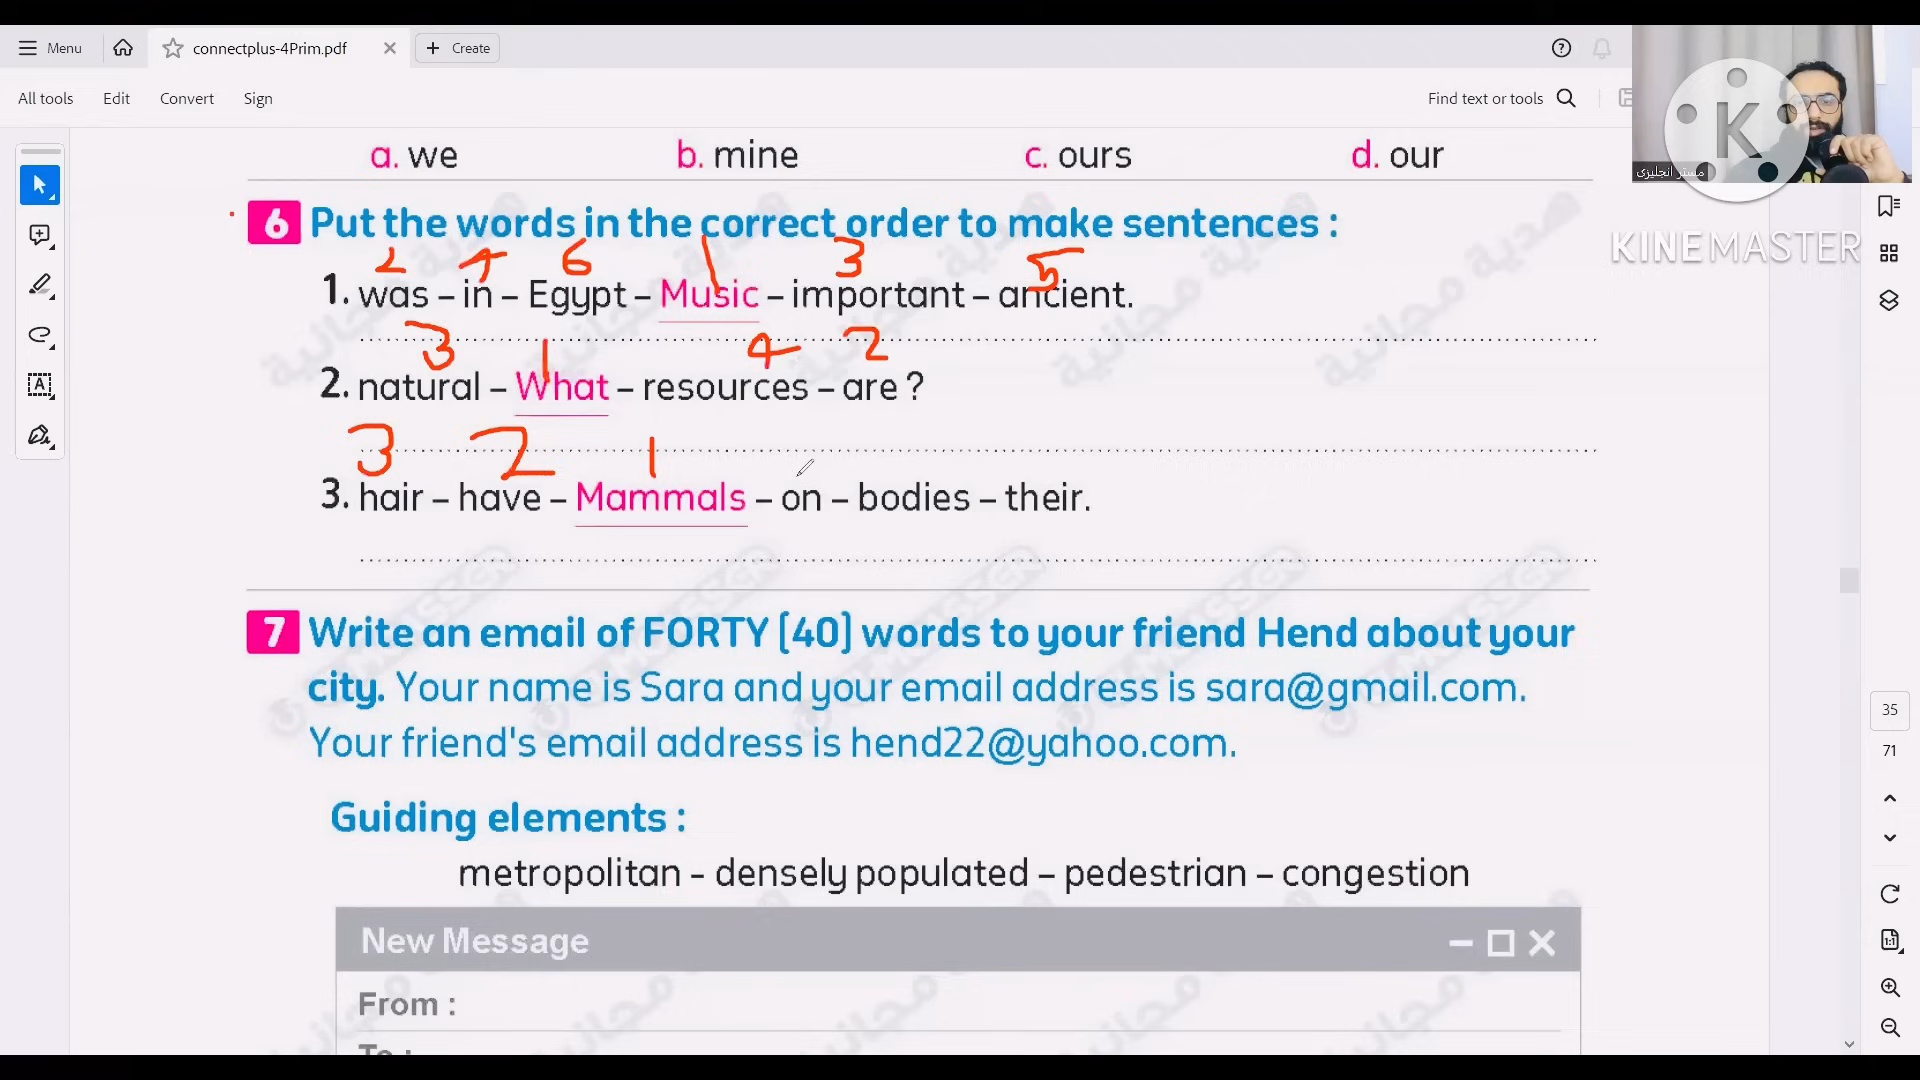 Menu
connectplus-4Prim.pdf
Create
All tools
Edit
Convert
Sign
Find text or tools
K
مستر انجليزى
KINEMASTER
a. we b. mine c. ours d. our
6 Put the words in the correct order to make sentences :
2 4 6 1 3 5
1. was – in – Egypt – Music – important – ancient.
3 1 4 2
2. natural – What – resources – are ?
3 2 1
3. hair – have – Mammals – on – bodies – their.
7 Write an email of FORTY [40] words to your friend Hend about your
city. Your name is Sara and your email address is sara@gmail.com.
Your friend's email address is hend22@yahoo.com.
Guiding elements :
metropolitan - densely populated – pedestrian – congestion
New Message
From :
To :
35
71
1:1